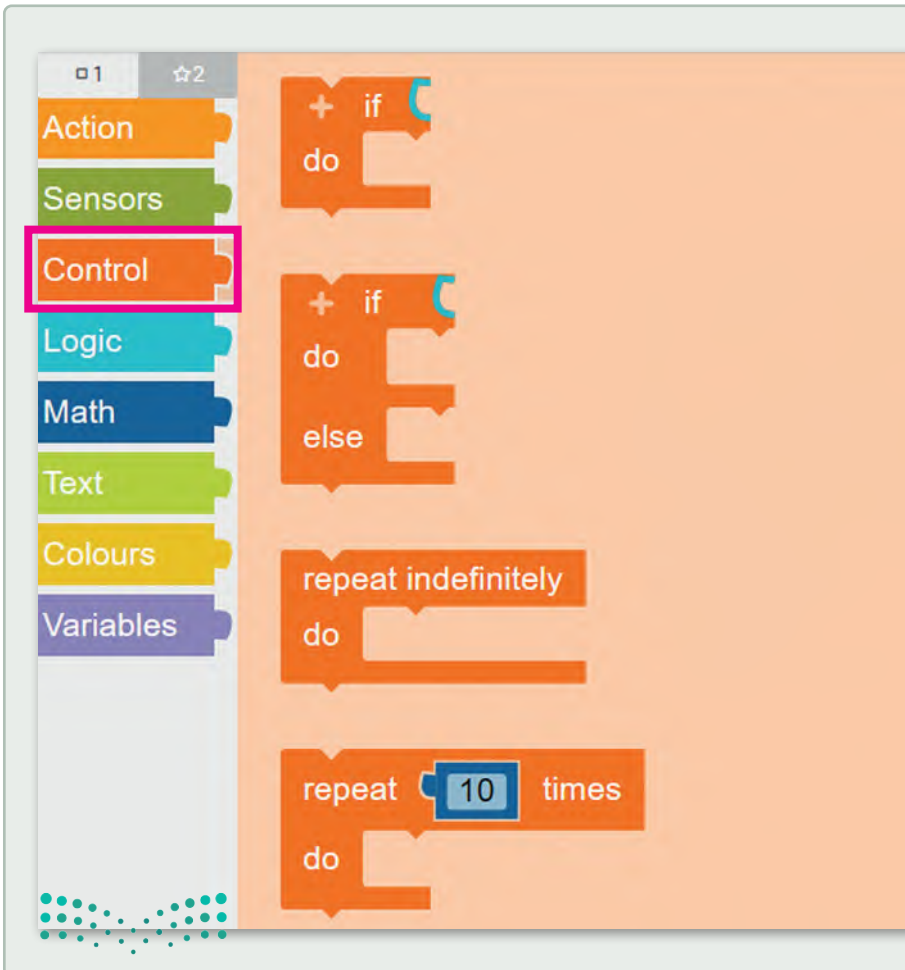 1
☆2
Action
Sensors
Control
Logic
Math
Text
Colours
Variables
+ if
do
+ if
do
else
repeat indefinitely
do
repeat 10 times
do